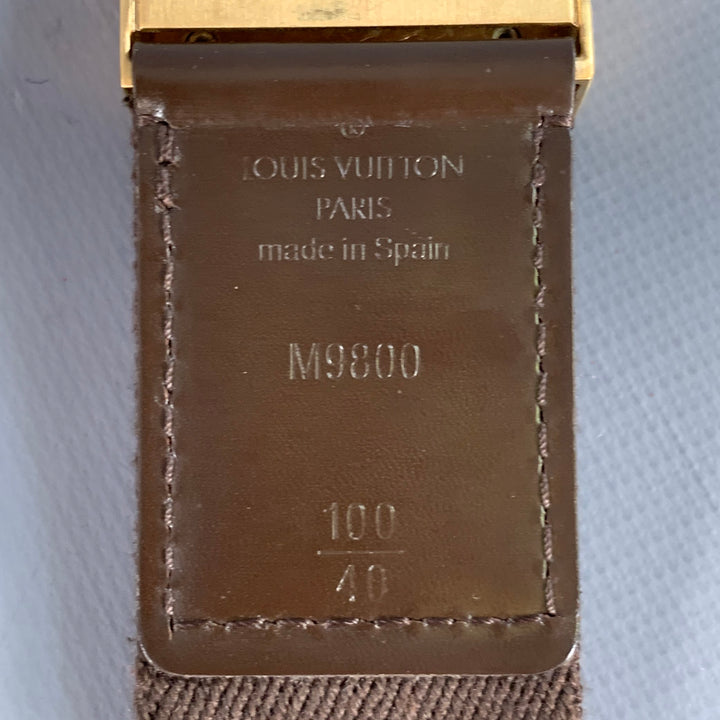 ®
LOUIS VUITTON
PARIS
made in Spain
M9800
100
40